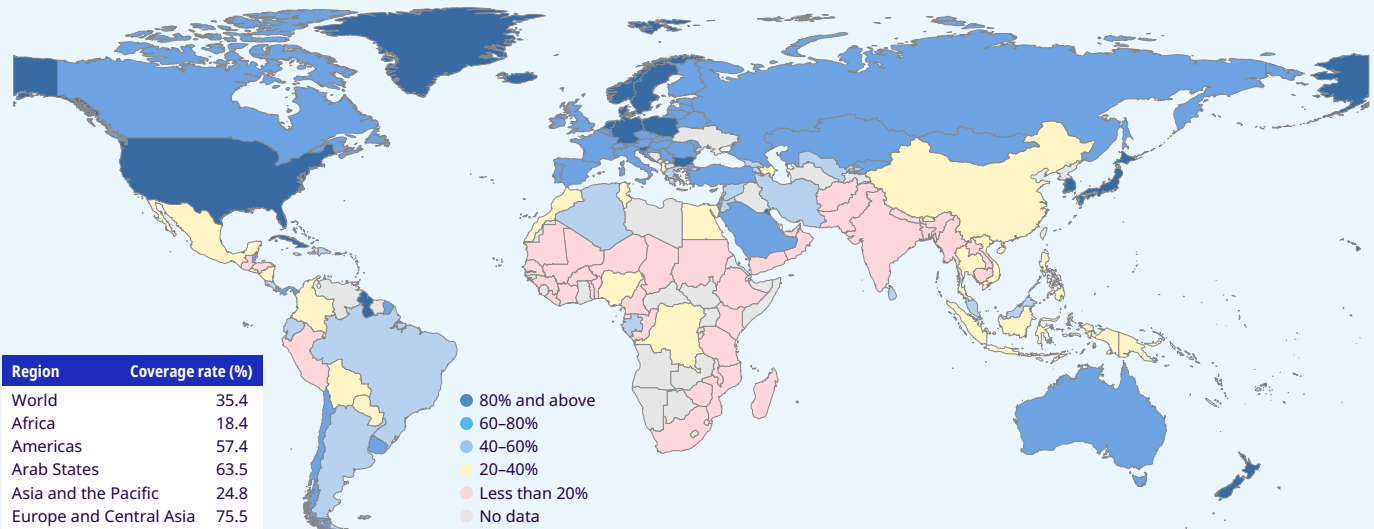 Region Coverage rate (%)
World 35.4
Africa 18.4
Americas 57.4
Arab States 63.5
Asia and the Pacific 24.8
Europe and Central Asia 75.5
80% and above
60–80%
40–60%
20–40%
Less than 20%
No data